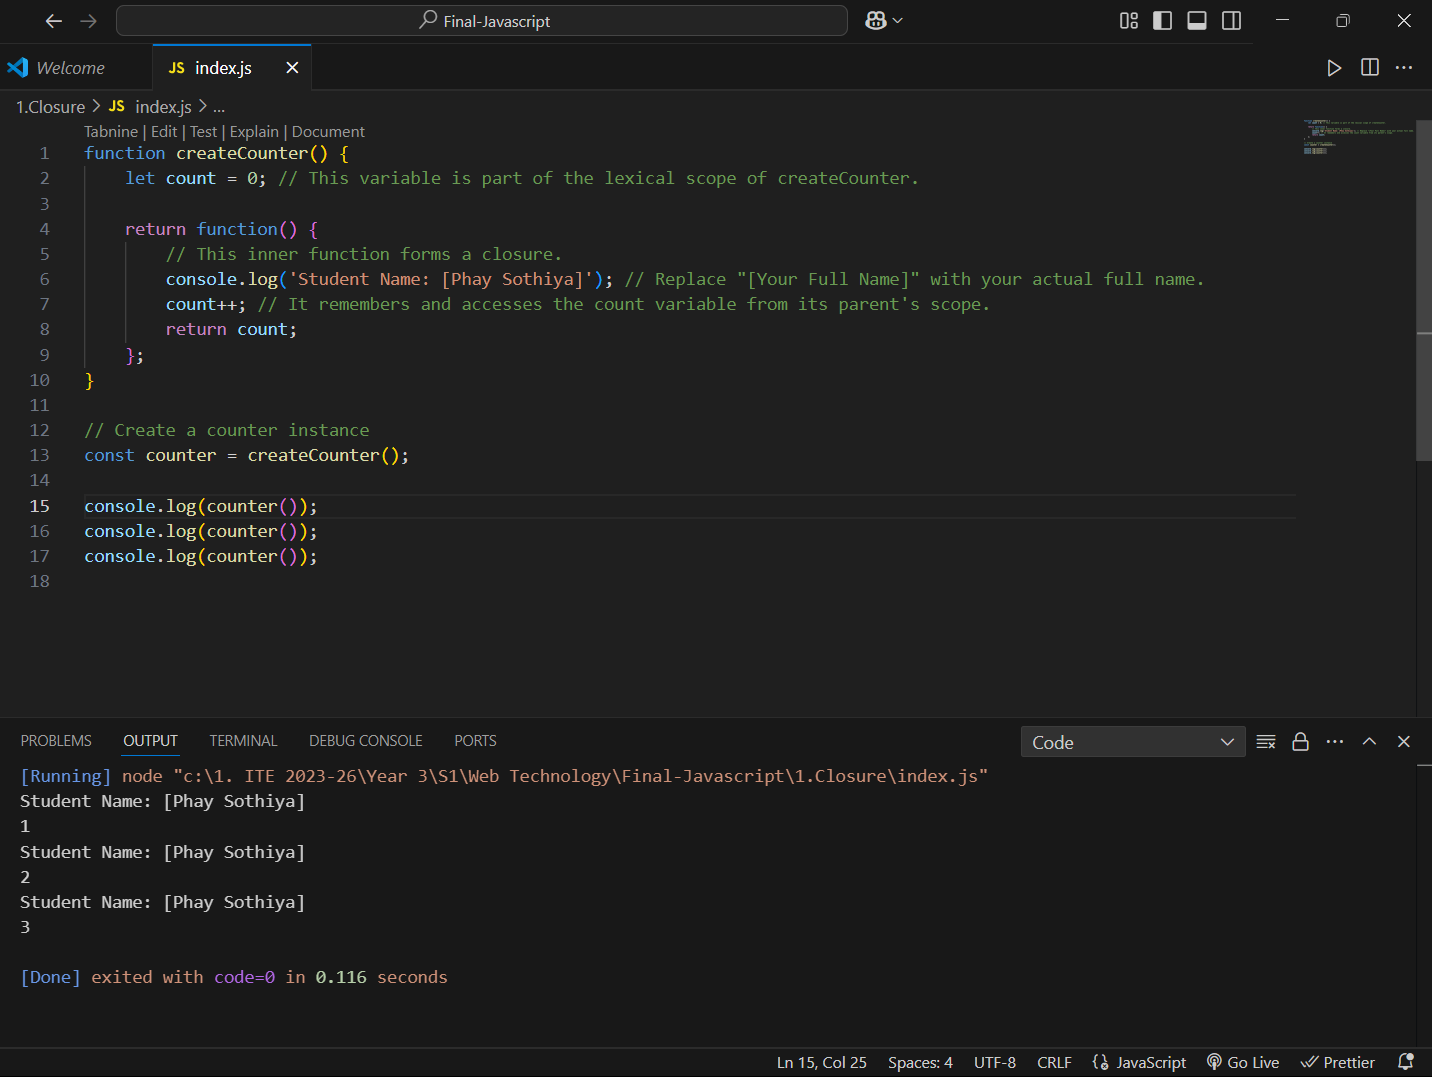 Final-Javascript
Welcome
JS index.js
1.Closure > JS index.js > ...
Tabnine | Edit | Test | Explain | Document
1 function createCounter() {
2 let count = 0; // This variable is part of the lexical scope of createCounter.
3
4 return function() {
5 // This inner function forms a closure.
6 console.log('Student Name: [Phay Sothiya]'); // Replace "[Your Full Name]" with your actual full name.
7 count++; // It remembers and accesses the count variable from its parent's scope.
8 return count;
9 };
10 }
11
12 // Create a counter instance
13 const counter = createCounter();
14
15 console.log(counter());
16 console.log(counter());
17 console.log(counter());
18
PROBLEMS OUTPUT TERMINAL DEBUG CONSOLE PORTS Code
[Running] node "c:\1. ITE 2023-26\Year 3\S1\Web Technology\Final-Javascript\1.Closure\index.js"
Student Name: [Phay Sothiya]
1
Student Name: [Phay Sothiya]
2
Student Name: [Phay Sothiya]
3
[Done] exited with code=0 in 0.116 seconds
Ln 15, Col 25 Spaces: 4 UTF-8 CRLF JavaScript Go Live Prettier